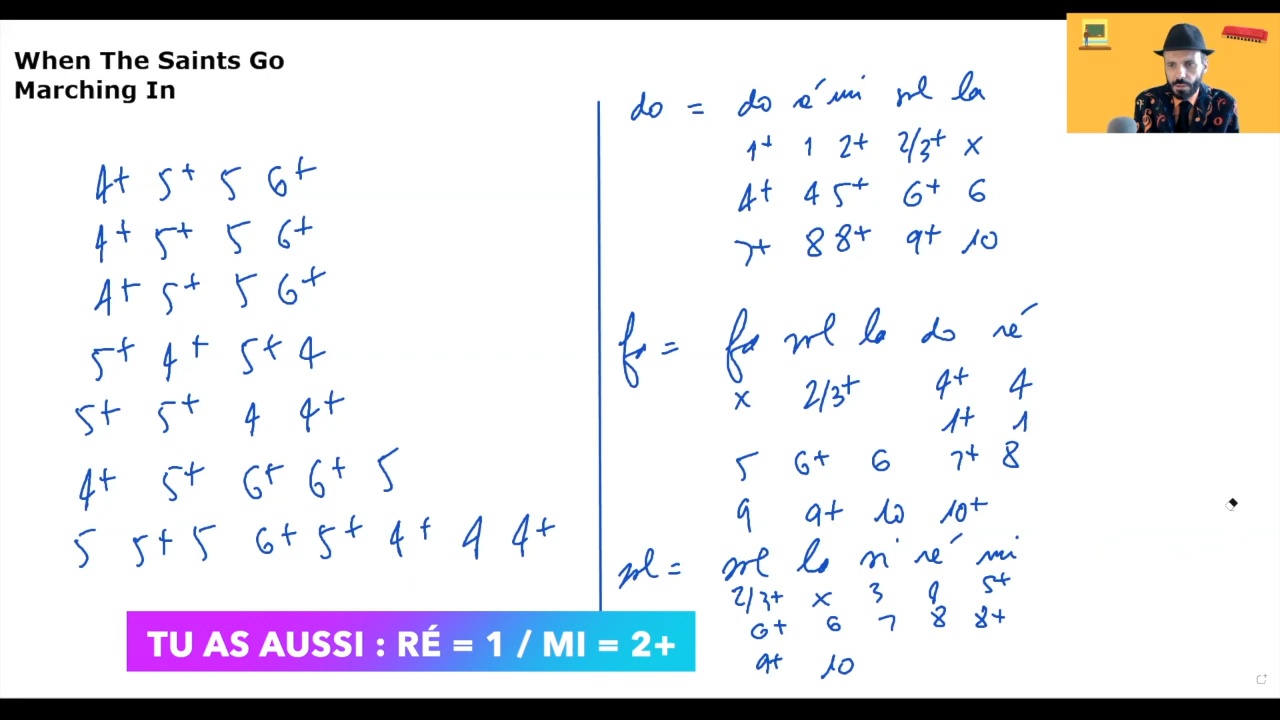 When The Saints Go
Marching In
4+ 5+ 5 6+
4+ 5+ 5 6+
4+ 5+ 5 6+
5+ 4+ 5+ 4
5+ 5+ 4 4+
4+ 5+ 6+ 6+ 5
5 5+ 5 6+ 5+ 4+ 4 4+
do = do ré mi sol la
1+ 1 2+ 2/3+ x
4+ 4 5+ 6+ 6
7+ 8 8+ 9+ 10
fa = fa sol la do ré
x 2/3+ 4+ 4
1+ 1
5 6+ 6 7+ 8
9 9+ 10 10+
sol = sol la si ré mi
2/3+ x 3 5+
6+ 6 7 8 8+
9+ 10
TU AS AUSSI : RÉ = 1 / MI = 2+